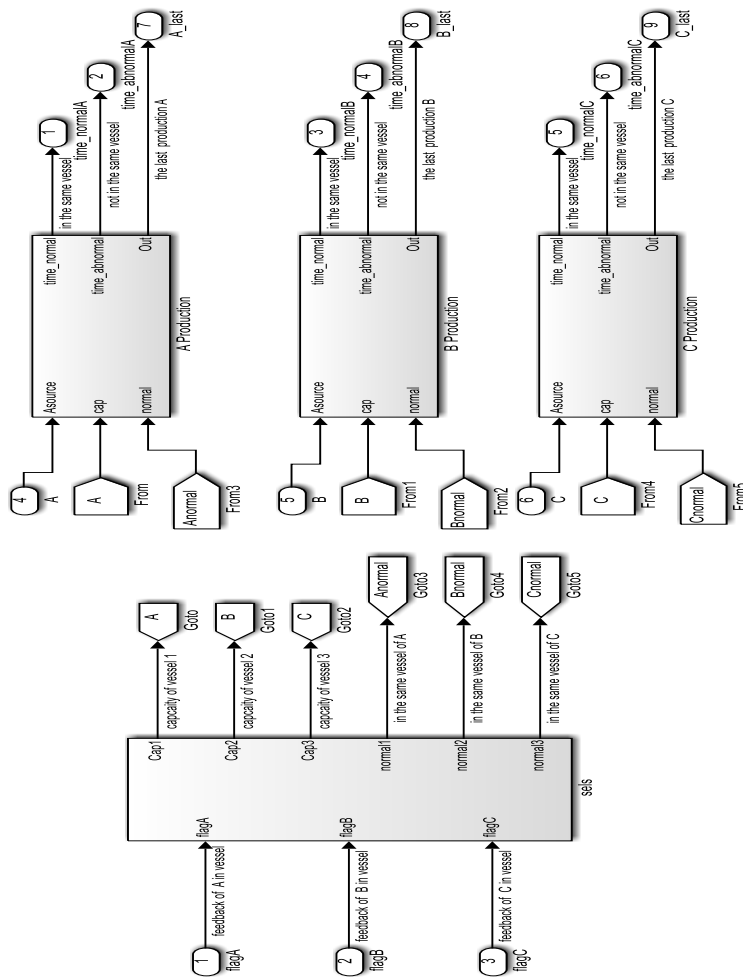 1
flagA
feedback of A in vessel
2
flagB
feedback of B in vessel
3
flagC
feedback of C in vessel
flagA
flagB
flagC
Cap1
Cap2
Cap3
normal1
normal2
normal3
sels
capcaity of vessel 1
capcaity of vessel 2
capcaity of vessel 3
in the same vessel of A
in the same vessel of B
in the same vessel of C
A
Goto
B
Goto1
C
Goto2
Anormal
Goto3
Bnormal
Goto4
Cnormal
Goto5
4
A
A
From
Anormal
From3
Asource
cap
normal
time_normal
time_abnormal
Out
A Production
in the same vessel
not in the same vessel
the last production A
1
time_normalA
2
time_abnormalA
7
A_last
5
B
B
From1
Bnormal
From2
Asource
cap
normal
time_normal
time_abnormal
Out
B Production
in the same vessel
not in the same vessel
the last production B
3
time_normalB
4
time_abnormalB
8
B_last
6
C
C
From4
Cnormal
From5
Asource
cap
normal
time_normal
time_abnormal
Out
C Production
in the same vessel
not in the same vessel
the last production C
5
time_normalC
6
time_abnormalC
9
C_last